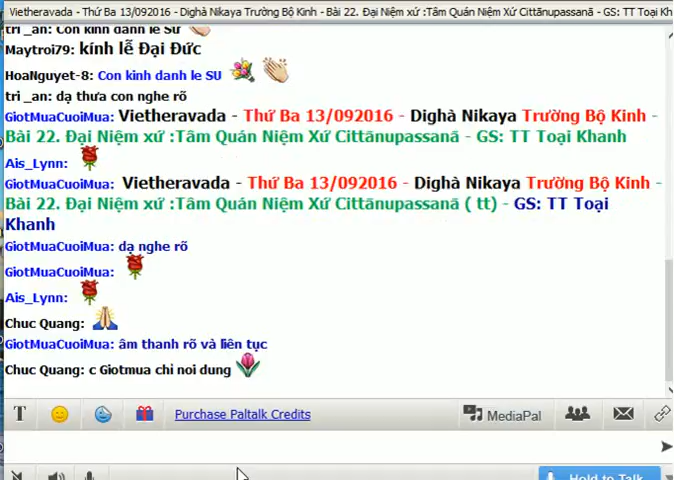 Vietheravada - Thứ Ba 13/092016 - Dighà Nikaya Trường Bộ Kinh - Bài 22. Đại Niệm xứ :Tâm Quán Niệm Xứ Cittānupassanā - GS: TT Toại Kh
tri _an: Con kinh danh le Sư
Maytroi79: kính lễ Đại Đức
HoaNguyet-8: Con kinh danh le SU
tri _an: dạ thưa con nghe rõ
GiotMuaCuoiMua: Vietheravada - Thứ Ba 13/092016 - Dighà Nikaya Trường Bộ Kinh -
Bài 22. Đại Niệm xứ :Tâm Quán Niệm Xứ Cittānupassanā - GS: TT Toại Khanh
Ais_Lynn:
GiotMuaCuoiMua: Vietheravada - Thứ Ba 13/092016 - Dighà Nikaya Trường Bộ Kinh -
Bài 22. Đại Niệm xứ :Tâm Quán Niệm Xứ Cittānupassanā ( tt) - GS: TT Toại
Khanh
GiotMuaCuoiMua: dạ nghe rõ
GiotMuaCuoiMua:
Ais_Lynn:
Chuc Quang:
GiotMuaCuoiMua: âm thanh rõ và liên tục
Chuc Quang: c Giotmua chi noi dung
T Purchase Paltalk Credits MediaPal
Hold to Talk